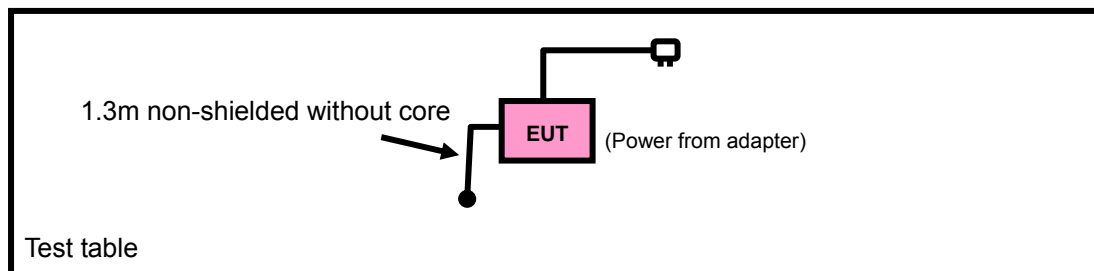 1.3m non-shielded without core
EUT
(Power from adapter)
Test table